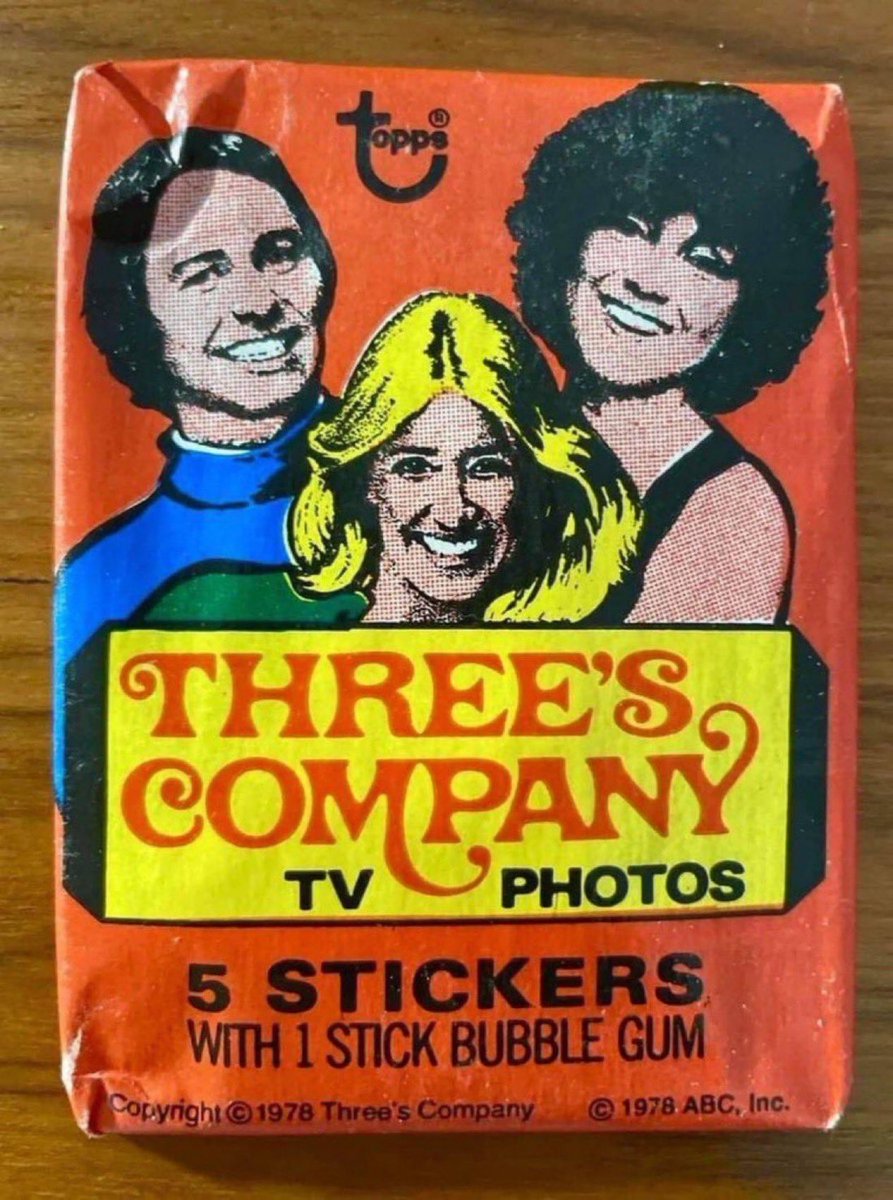 topps®
THREE'S
COMPANY
TV PHOTOS
5 STICKERS
WITH 1 STICK BUBBLE GUM
Copyright © 1978 Three's Company © 1978 ABC, Inc.